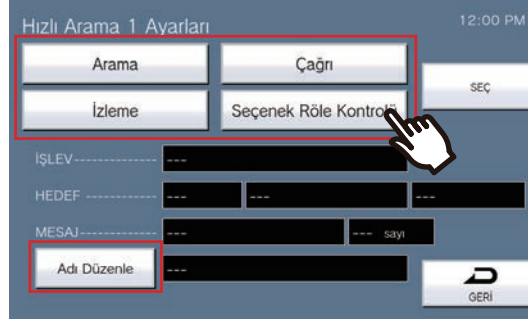 Hızlı Arama 1 Ayarları
12:00 PM
Arama
Çağrı
SEÇ
İzleme
Seçenek Röle Kontrolü
İŞLEV-------------- ---
HEDEF ------------ --- --- ---
MESAJ------------- --- --- sayı
Adı Düzenle ---
GERİ